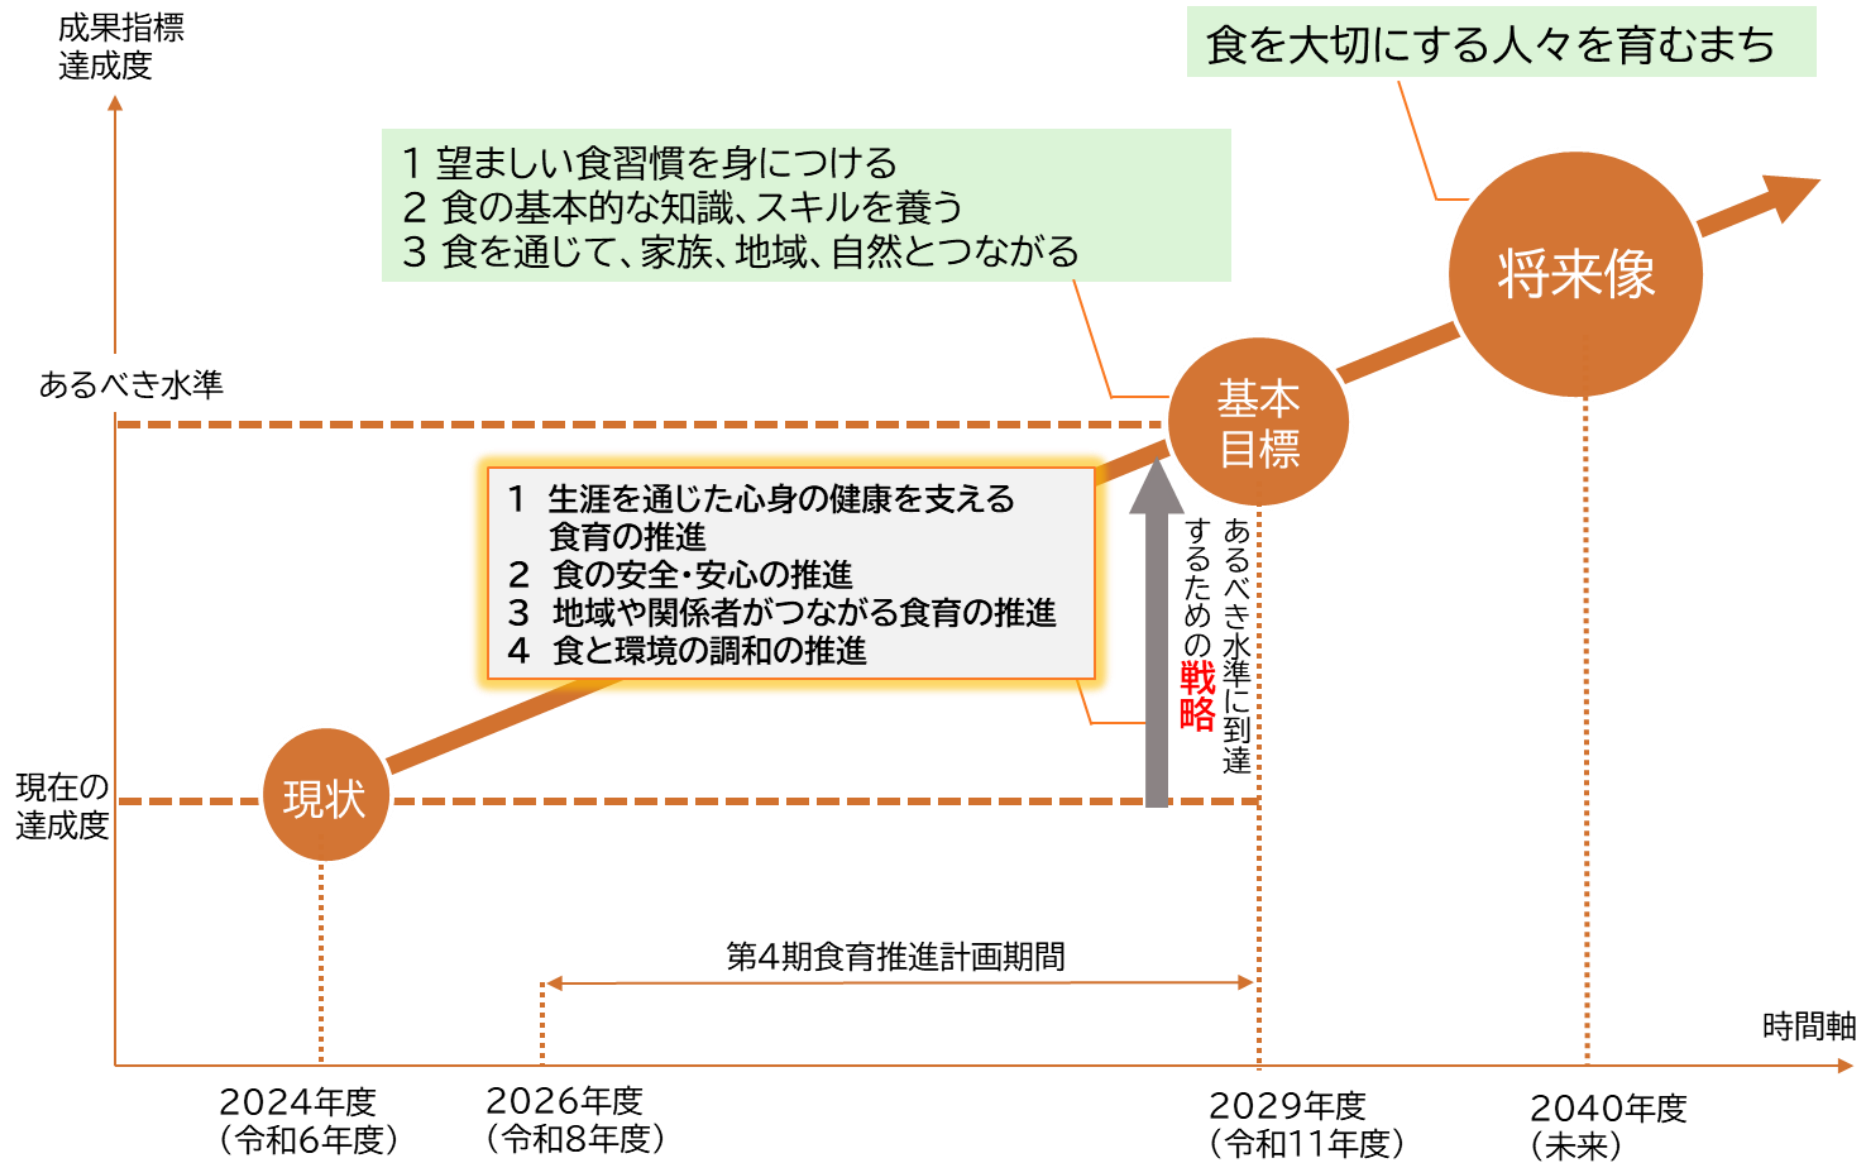 成果指標
達成度
食を大切にする人々を育むまち
1 望ましい食習慣を身につける
2 食の基本的な知識、スキルを養う
3 食を通じて、家族、地域、自然とつながる
将来像
あるべき水準
基本
目標
1 生涯を通じた心身の健康を支える
食育の推進
2 食の安全・安心の推進
3 地域や関係者がつながる食育の推進
4 食と環境の調和の推進
あるべき水準に到達
するための戦略
現在の
達成度
現状
第4期食育推進計画期間
時間軸
2024年度
（令和6年度）
2026年度
（令和8年度）
2029年度
（令和11年度）
2040年度
（未来）